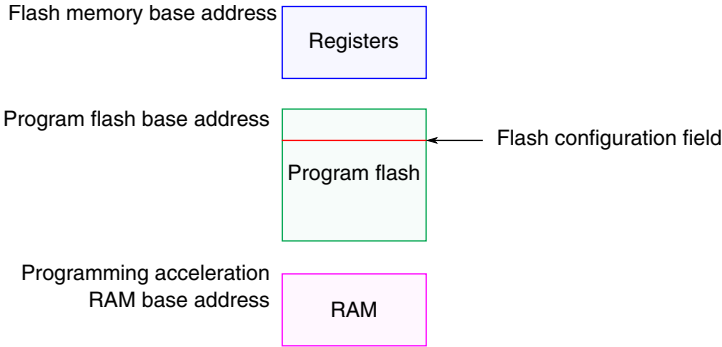 Flash memory base address
Registers
Program flash base address
Flash configuration field
Program flash
Programming acceleration
RAM base address
RAM